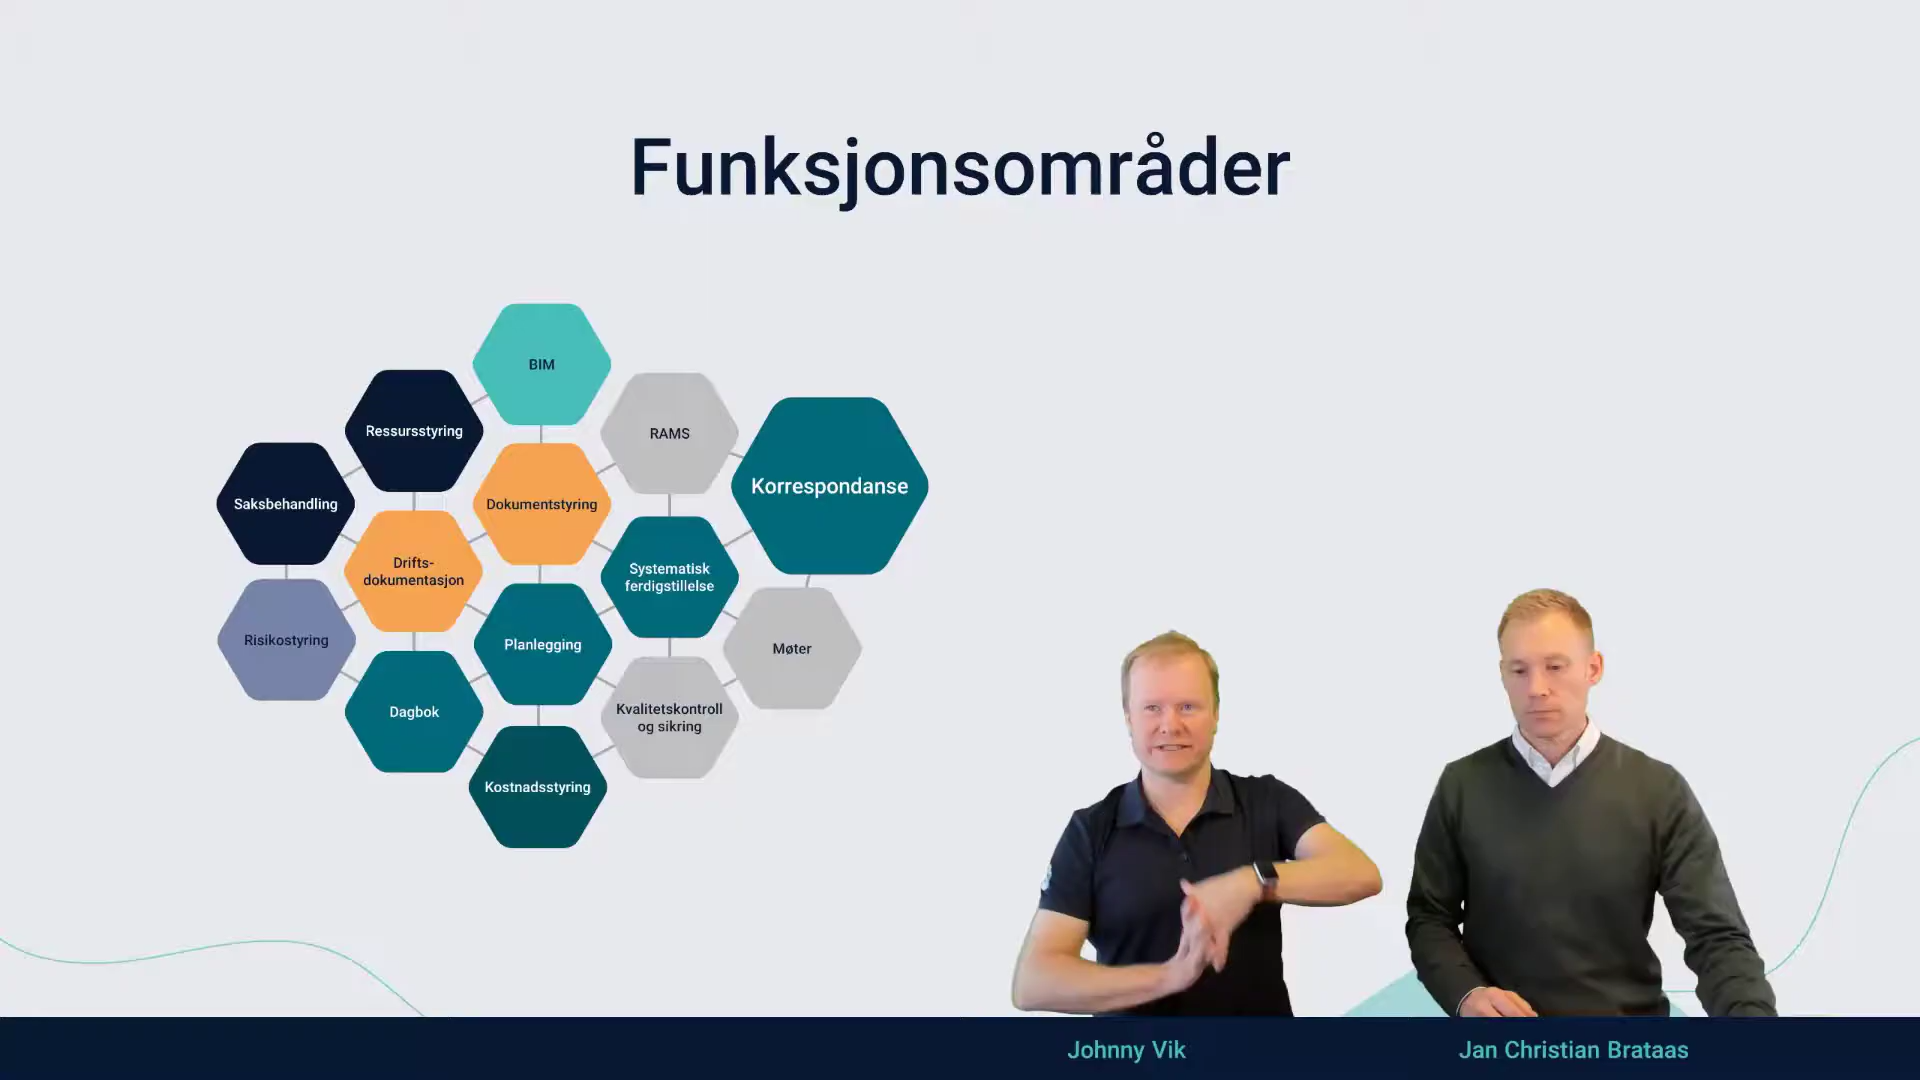 Funksjonsområder
BIM
Ressursstyring
RAMS
Korrespondanse
Saksbehandling
Dokumentstyring
Drifts-
dokumentasjon
Systematisk
ferdigstillelse
Risikostyring
Planlegging
Møter
Dagbok
Kvalitetskontroll
og sikring
Kostnadsstyring
Johnny Vik
Jan Christian Brataas